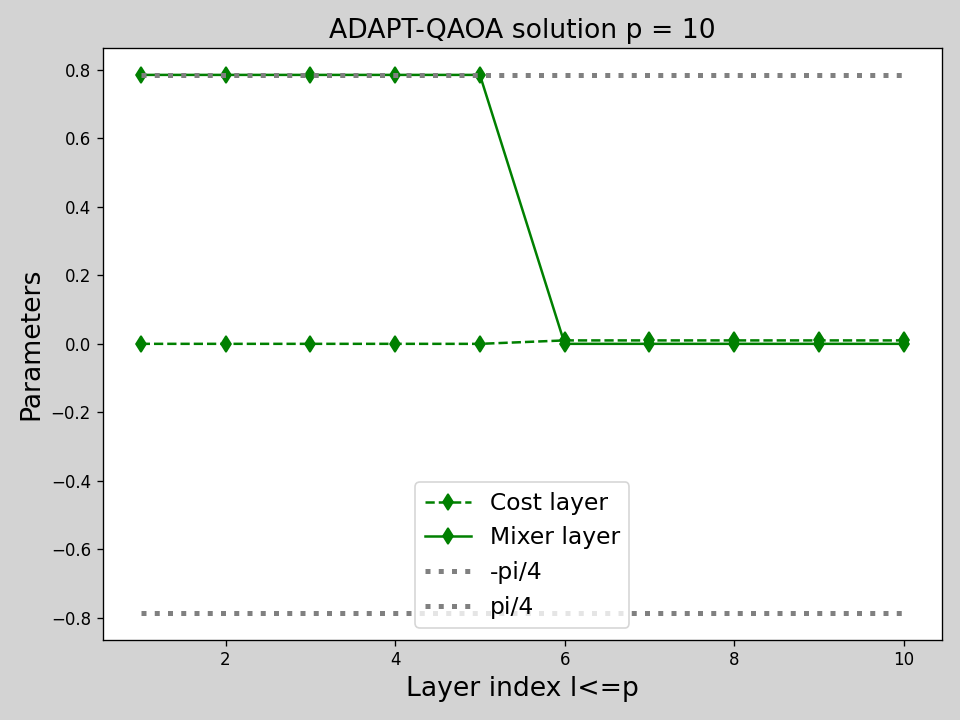 ADAPT-QAOA solution p = 10
Parameters
0.8
0.6
0.4
0.2
0.0
−0.2
−0.4
−0.6
−0.8
Cost layer
Mixer layer
-pi/4
pi/4
2
4
6
8
10
Layer index l<=p